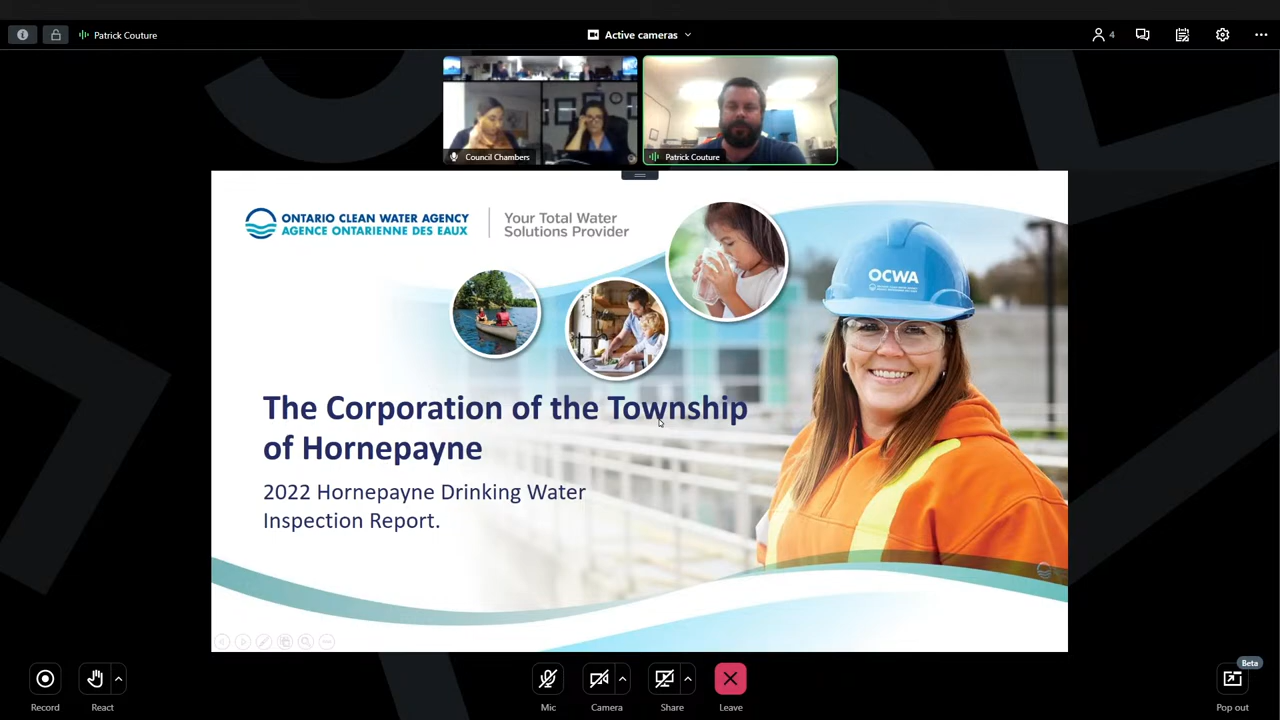 Patrick Couture
Active cameras
4
Council Chambers
Patrick Couture
ONTARIO CLEAN WATER AGENCY
AGENCE ONTARIENNE DES EAUX
Your Total Water
Solutions Provider
OCWA
The Corporation of the Township
of Hornepayne
2022 Hornepayne Drinking Water
Inspection Report.
Record
React
Mic
Camera
Share
Leave
Beta
Pop out